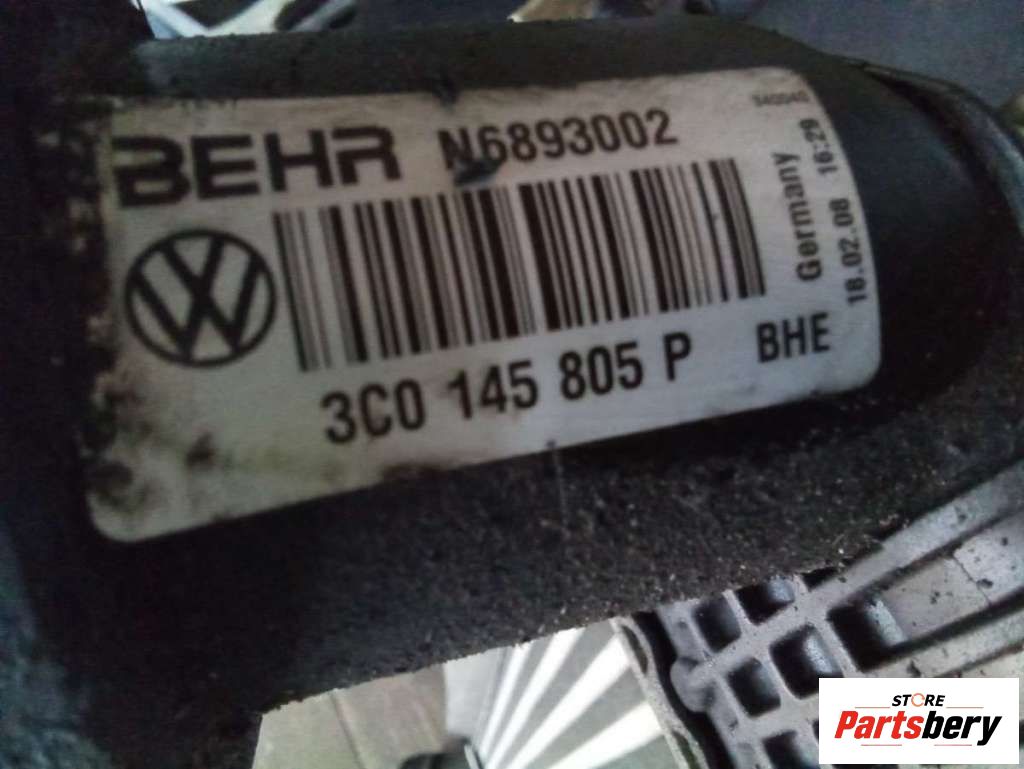 BEHR N6893002
3C0 145 805 P BHE
Germany
18.02.08 16:29
STORE
Partsbery